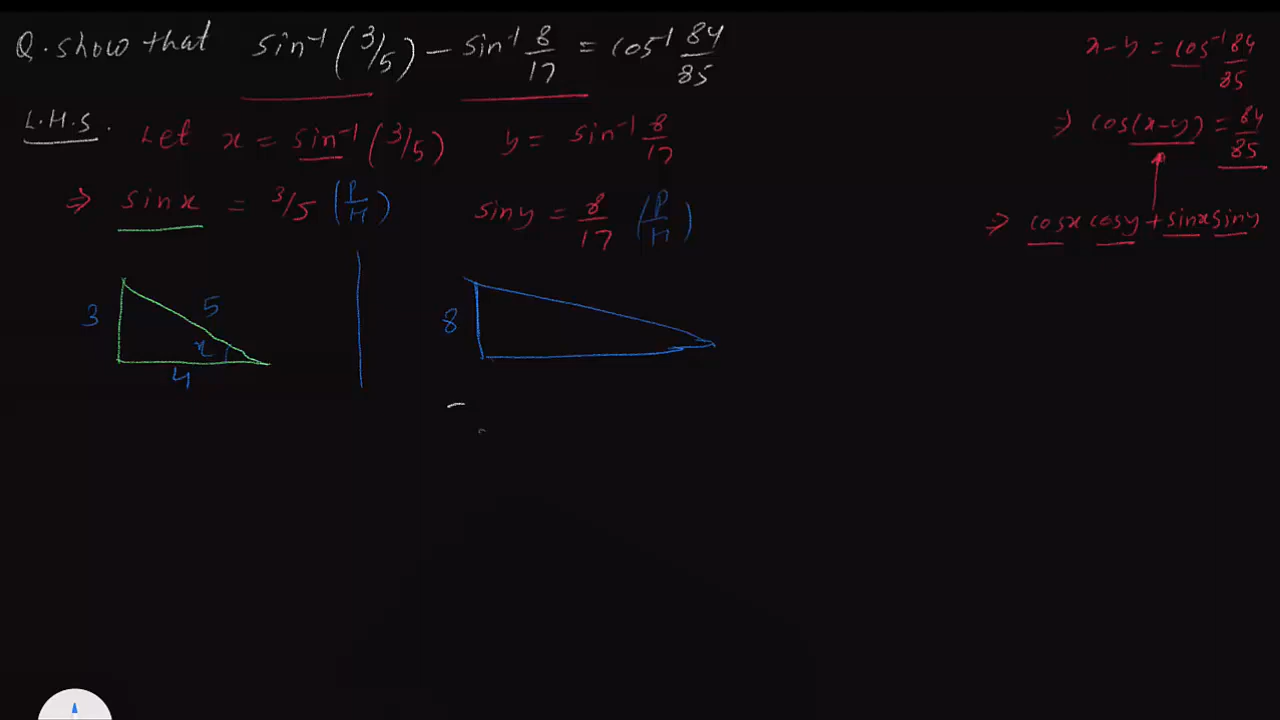 Q. show that sin⁻¹(3/5) − sin⁻¹ 8/17 = cos⁻¹ 84/85
L.H.S. Let x = sin⁻¹(3/5) y = sin⁻¹ 8/17
⇒ sinx = 3/5 (P/H) siny = 8/17 (P/H)
3 5 x 4
8
x−y = cos⁻¹ 84/85
⇒ cos(x−y) = 84/85
⇒ cosx cosy + sinx siny